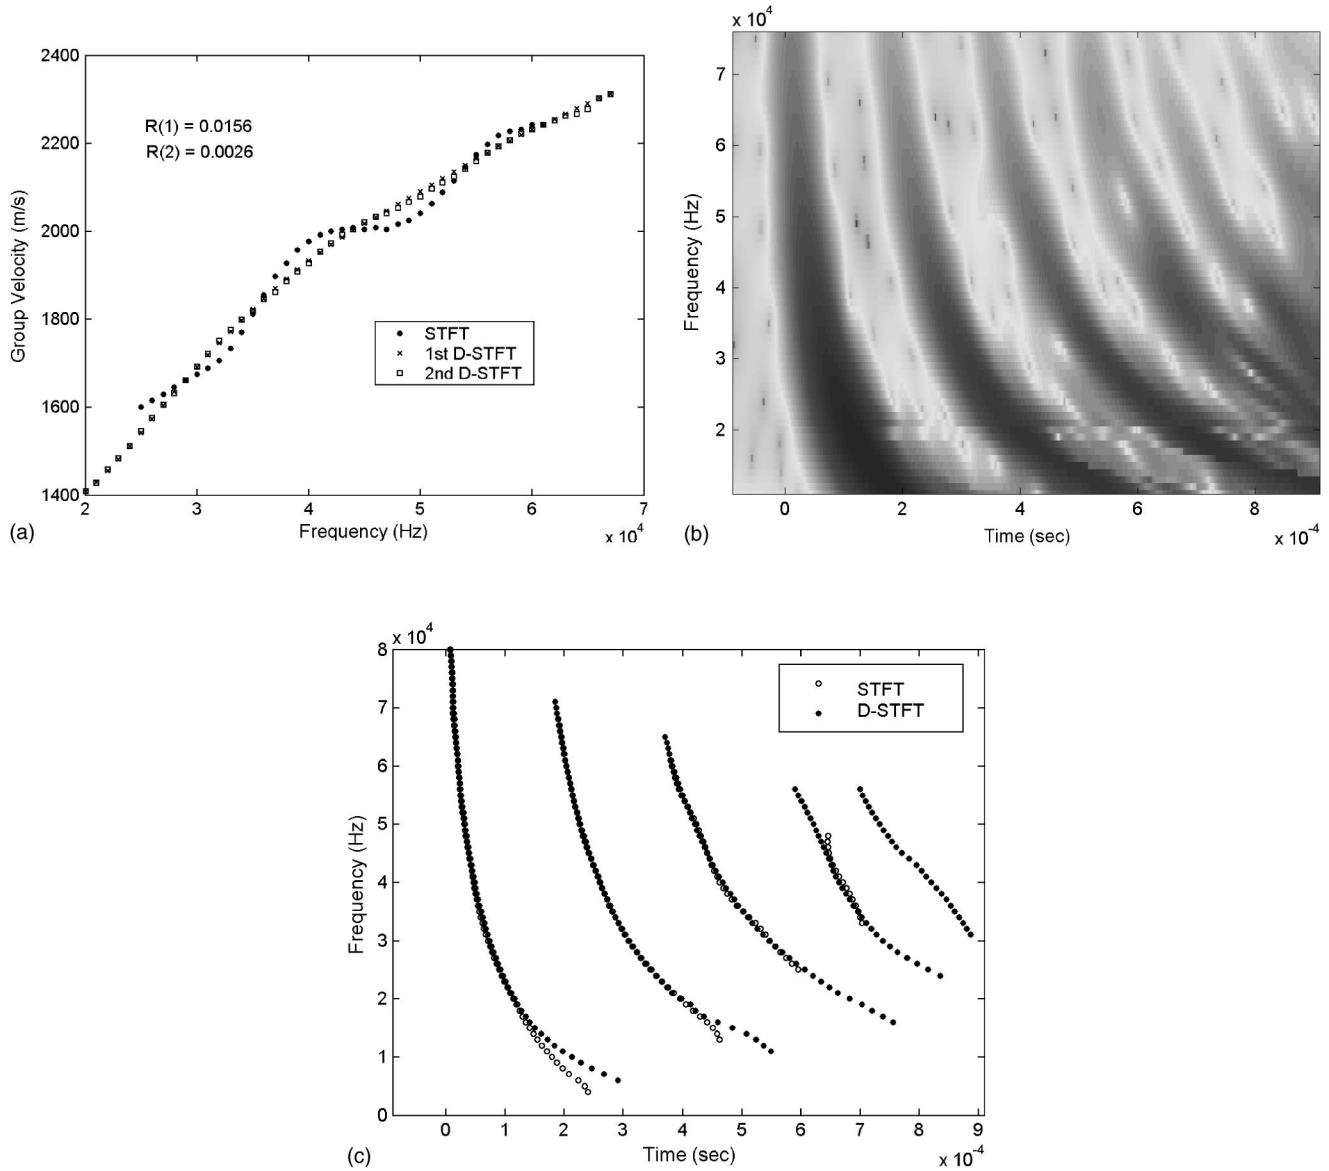 2400
2200
2000
1800
1600
1400
Group Velocity (m/s)
R(1) = 0.0156
R(2) = 0.0026
STFT
1st D-STFT
2nd D-STFT
2
3
4
5
6
7
Frequency (Hz)
x 10^4
(a)
x 10^4
7
6
5
4
3
2
Frequency (Hz)
0
2
4
6
8
Time (sec)
x 10^-4
(b)
x 10^4
8
7
6
5
4
3
2
1
0
Frequency (Hz)
STFT
D-STFT
0
1
2
3
4
5
6
7
8
9
Time (sec)
x 10^-4
(c)